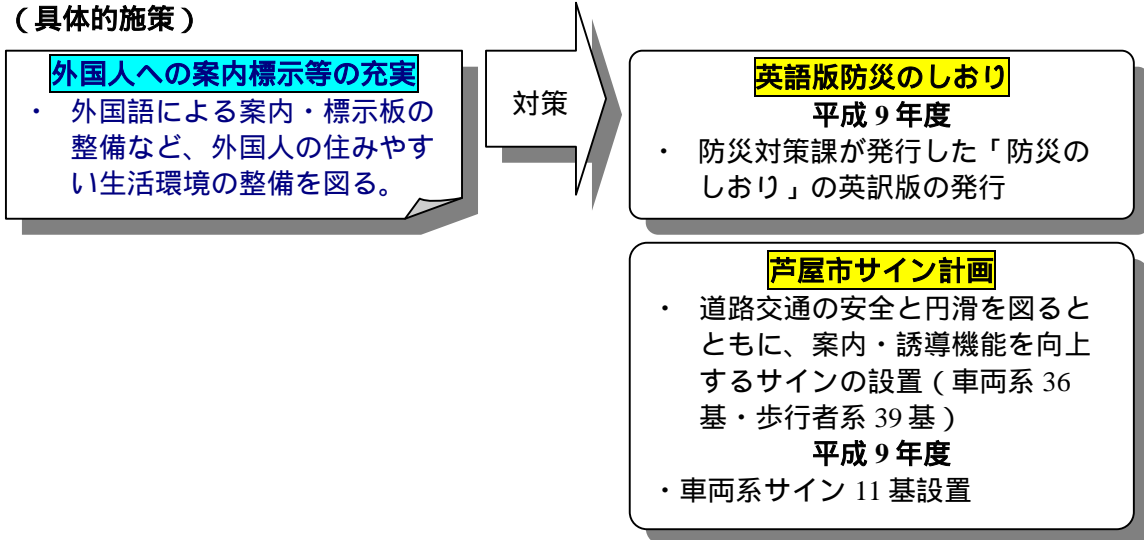 （具体的施策）
外国人への案内標示等の充実
・ 外国語による案内・標示板の
整備など、外国人の住みやす
い生活環境の整備を図る。
対策
英語版防災のしおり
平成 9 年度
・ 防災対策課が発行した「防災の
しおり」の英訳版の発行
芦屋市サイン計画
・ 道路交通の安全と円滑を図ると
ともに、案内・誘導機能を向上
するサインの設置（車両系 36
基・歩行者系 39 基）
平成 9 年度
・車両系サイン 11 基設置